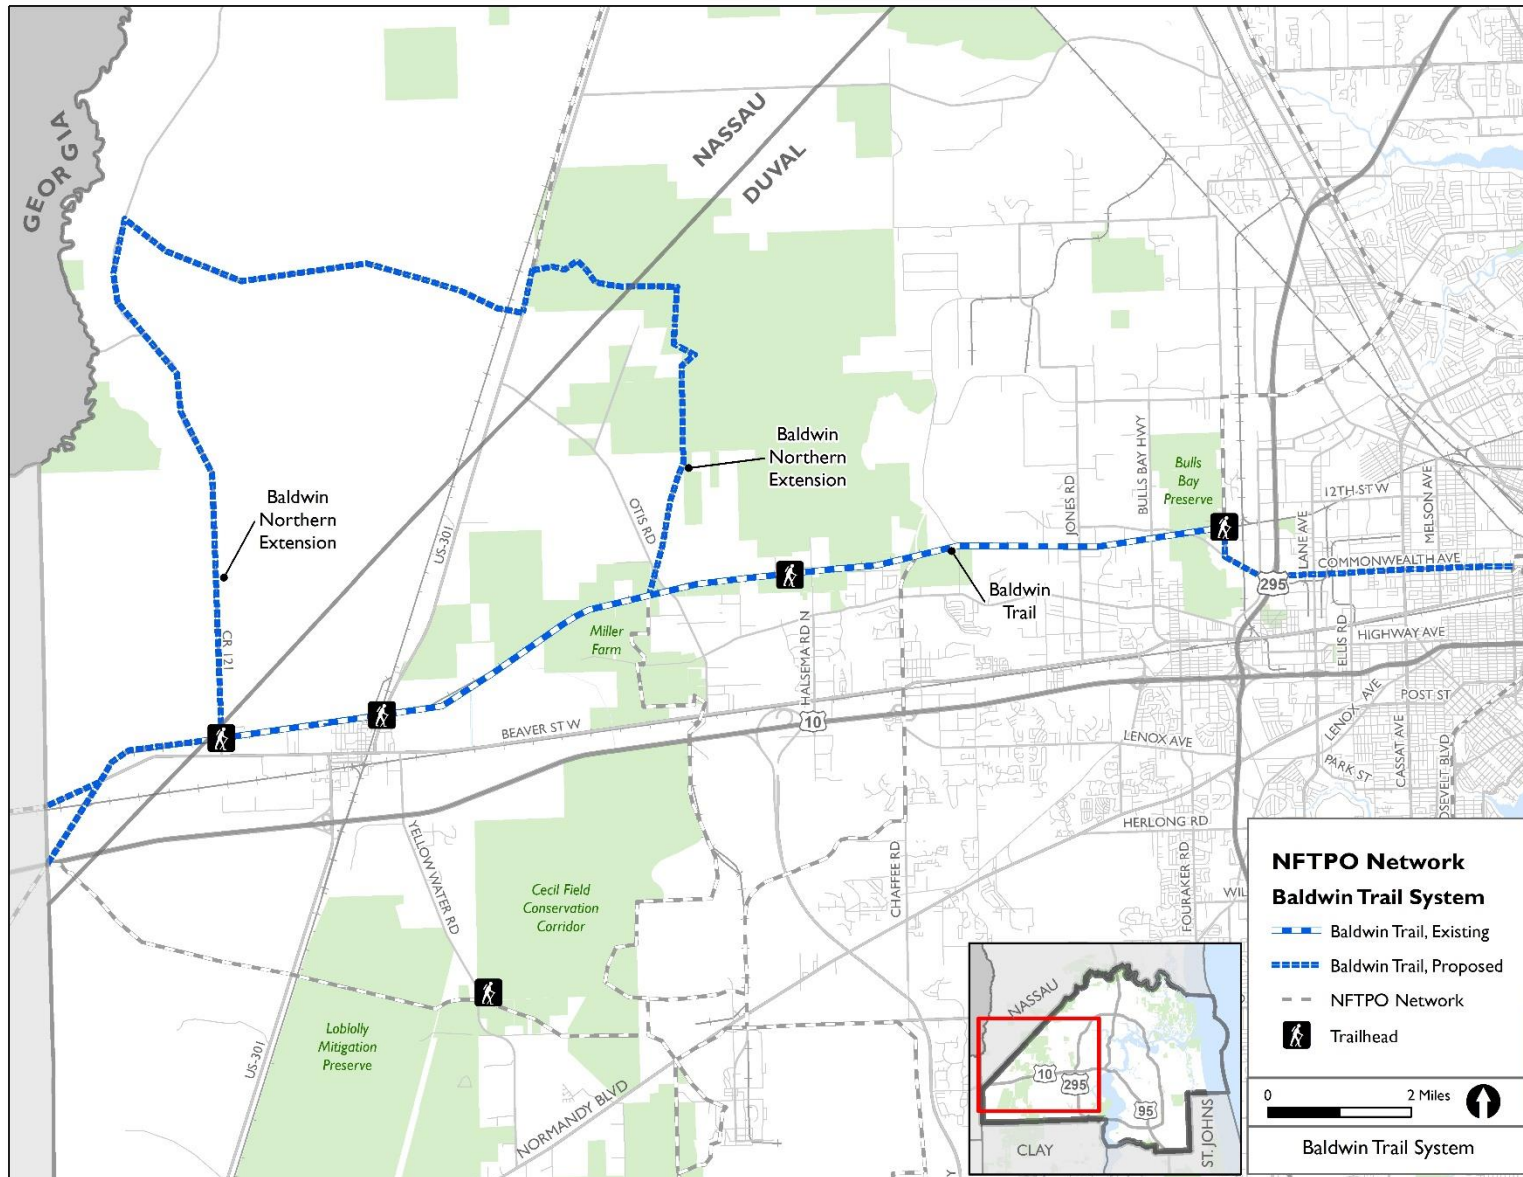 GEORGIA
NASSAU
DUVAL
Baldwin
Northern
Extension
Baldwin
Northern
Extension
US-301
OTIS RD
CR 121
Miller
Farm
BEAVER ST W
HALSEMA RD N
10
Baldwin
Trail
JONES RD
BULLS BAY HWY
Bulls
Bay
Preserve
12TH ST W
LANE AVE
MELSON AVE
COMMONWEALTH AVE
295
ELLIS RD
HIGHWAY AVE
POST ST
LENOX AVE
LENOX AVE
PARK ST
CASSAT AVE
OSEVELT BLVD
HERLONG RD
FOURAKER RD
WIL
CHAFFEE RD
YELLOW WATER RD
Cecil Field
Conservation
Corridor
Loblolly
Mitigation
Preserve
US-301
NORMANDY BLVD
Y
NFTPO Network
Baldwin Trail System
Baldwin Trail, Existing
Baldwin Trail, Proposed
NFTPO Network
Trailhead
0 2 Miles
Baldwin Trail System
NASSAU
10
295
95
CLAY
ST. JOHNS